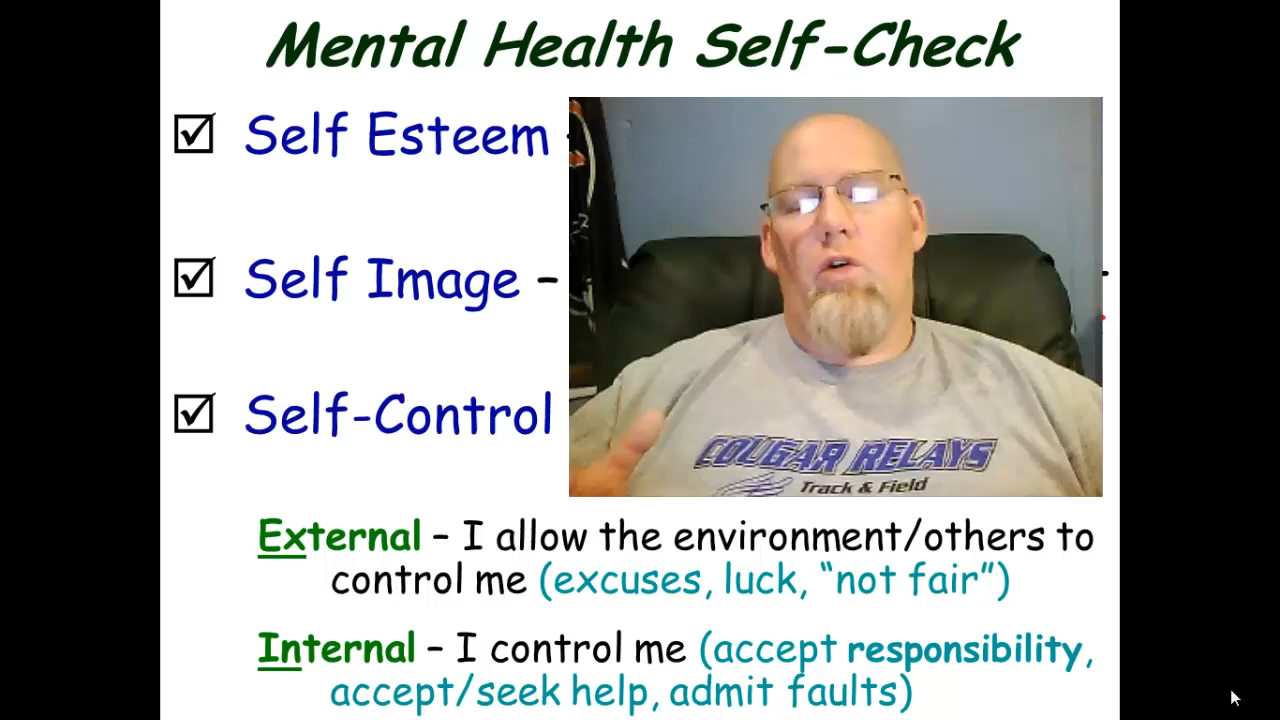 Mental Health Self-Check
Self Esteem
Self Image –
Self-Control
COUGAR RELAYS
Track & Field
External – I allow the environment/others to
control me (excuses, luck, “not fair”)
Internal – I control me (accept responsibility,
accept/seek help, admit faults)